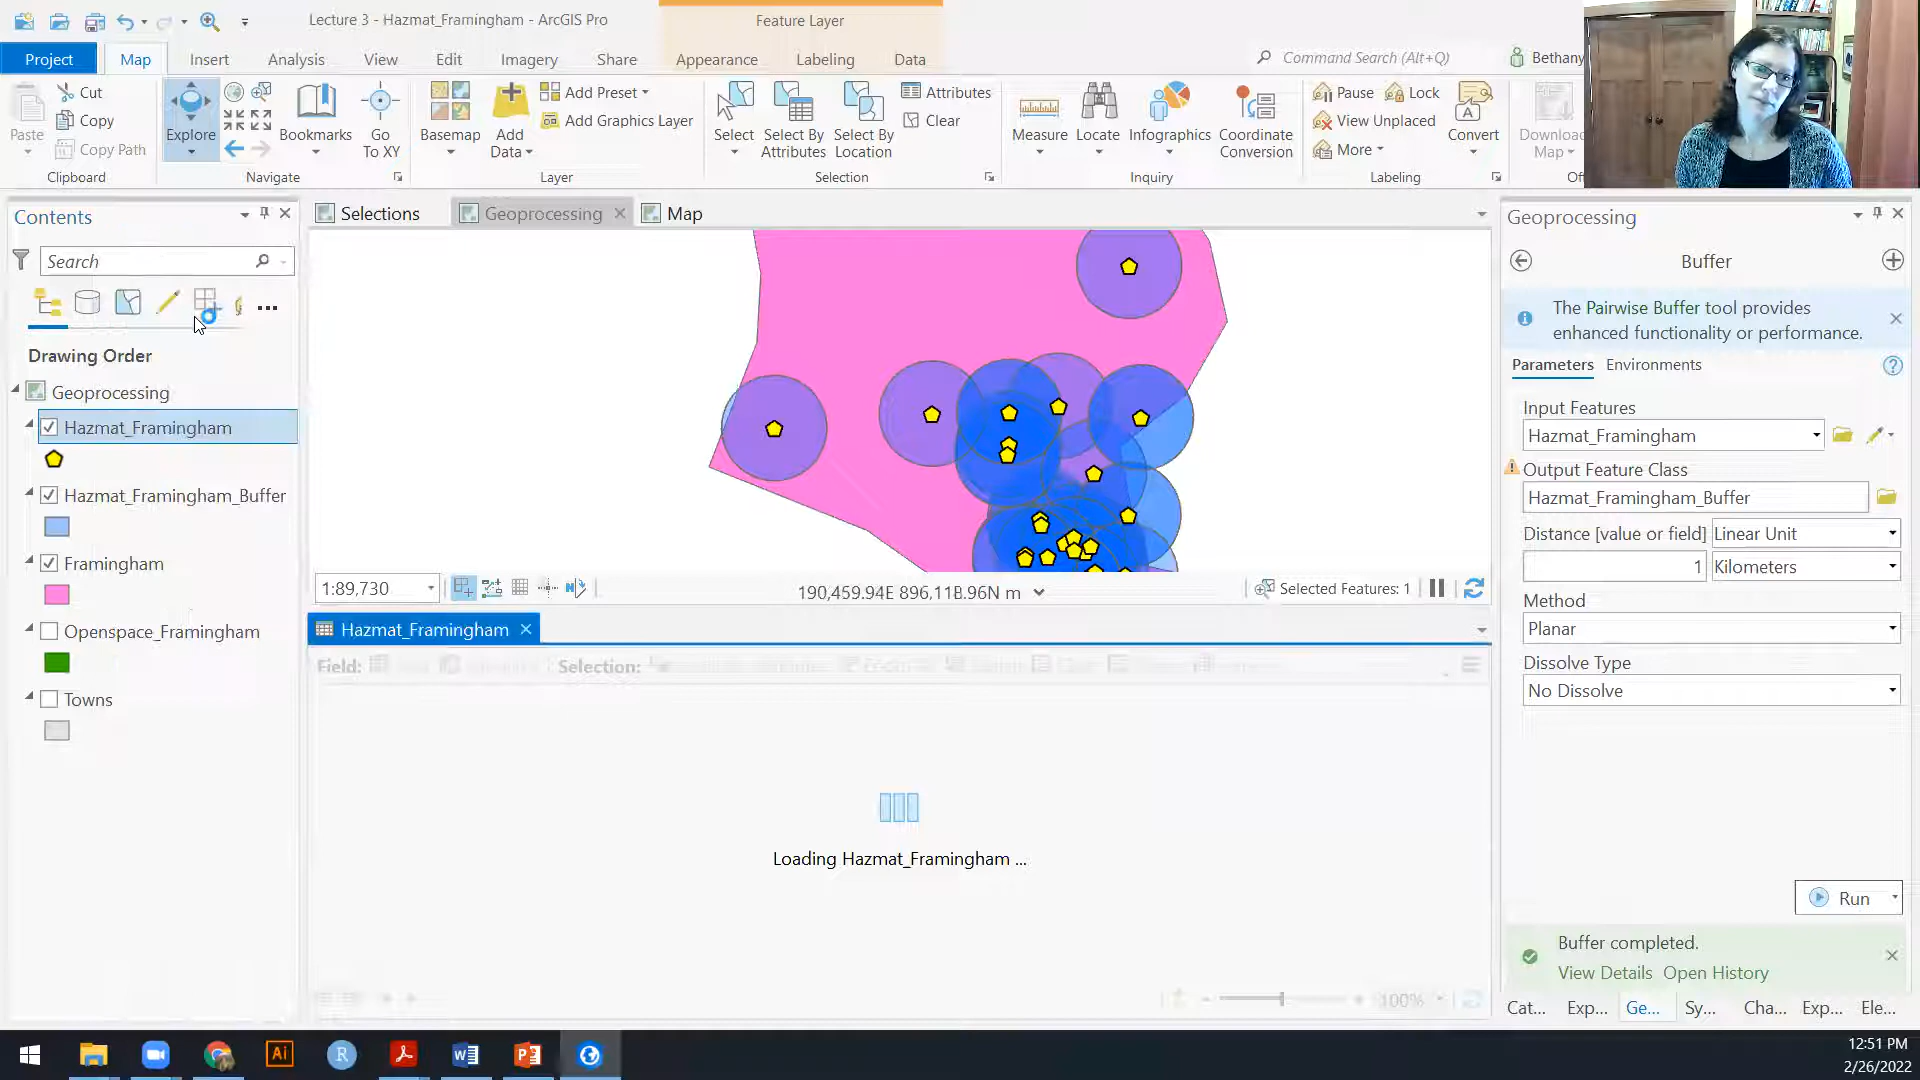 Lecture 3 - Hazmat_Framingham - ArcGIS Pro
Feature Layer
Project
Map
Insert
Analysis
View
Edit
Imagery
Share
Appearance
Labeling
Data
Command Search (Alt+Q)
Bethany
Paste
Cut
Copy
Copy Path
Clipboard
Explore
Bookmarks
Go To XY
Navigate
Basemap
Add Data
Add Preset
Add Graphics Layer
Layer
Select
Select By Attributes
Select By Location
Attributes
Clear
Selection
Measure
Locate
Infographics
Coordinate Conversion
Inquiry
Pause
Lock
View Unplaced
More
Convert
Labeling
Download Map
Contents
Search
Drawing Order
Geoprocessing
Hazmat_Framingham
Hazmat_Framingham_Buffer
Framingham
Openspace_Framingham
Towns
Selections
Geoprocessing
Map
1:89,730
190,459.94E 896,118.96N m
Selected Features: 1
Hazmat_Framingham
Field:
Selection:
Loading Hazmat_Framingham ...
100%
Geoprocessing
Buffer
The Pairwise Buffer tool provides
enhanced functionality or performance.
Parameters
Environments
Input Features
Hazmat_Framingham
Output Feature Class
Hazmat_Framingham_Buffer
Distance [value or field]
Linear Unit
1
Kilometers
Method
Planar
Dissolve Type
No Dissolve
Run
Buffer completed.
View Details Open History
Cat...
Exp...
Ge...
Sy...
Cha...
Exp...
Ele...
12:51 PM
2/26/2022